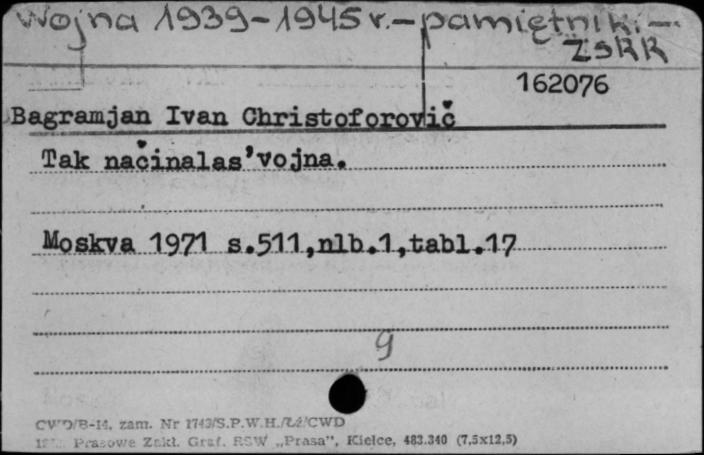 Wojna 1939-1945 r. - pamiętniki -
ZSRR
162076
Bagramjan Ivan Christoforovič
Tak načinalas'vojna.
Moskva 1971 s.511,nlb.1,tabl.17
9
CWD/B-14, zam. Nr 1743/S.P.W.H./Lż/CWD
Prasowe Zakł. Graf. RSW „Prasa”, Kielce, 483.340 (7,5x12,5)